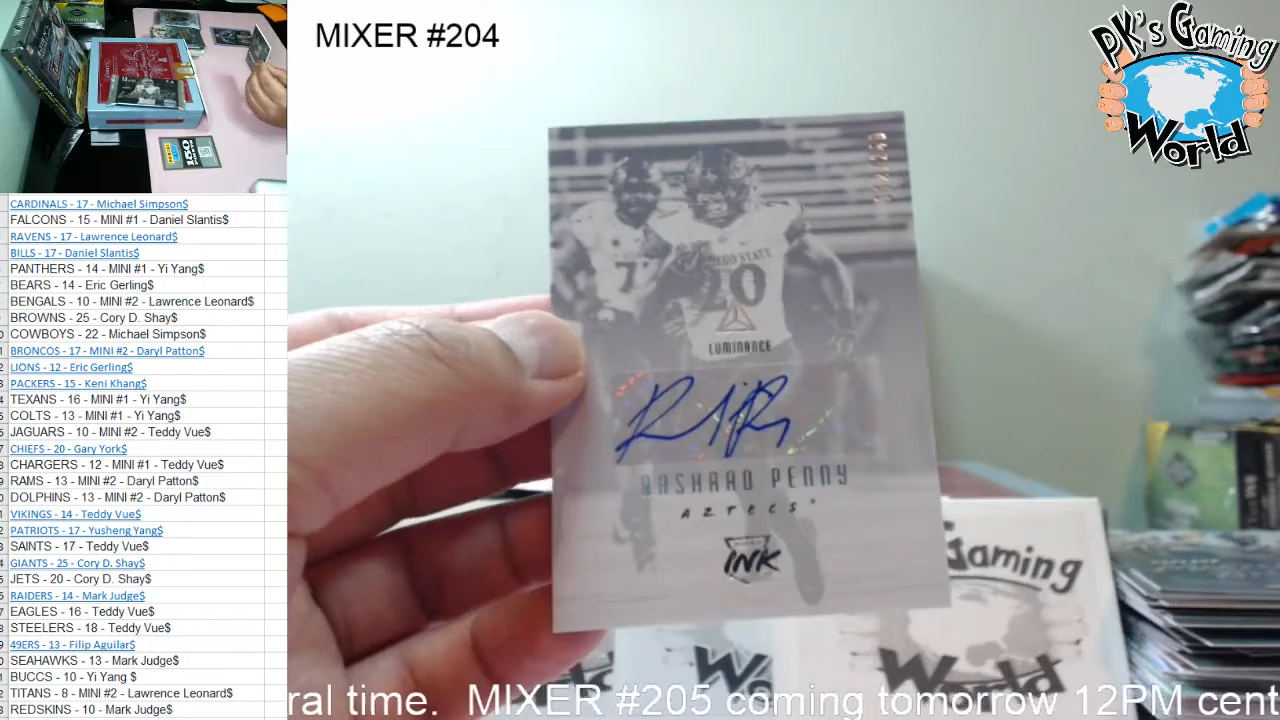 MIXER #204
PK's Gaming
World
CARDINALS - 17 - Michael Simpson$
FALCONS - 15 - MINI #1 - Daniel Slantis$
RAVENS - 17 - Lawrence Leonard$
BILLS - 17 - Daniel Slantis$
PANTHERS - 14 - MINI #1 - Yi Yang$
BEARS - 14 - Eric Gerling$
BENGALS - 10 - MINI #2 - Lawrence Leonard$
BROWNS - 25 - Cory D. Shay$
COWBOYS - 22 - Michael Simpson$
BRONCOS - 17 - MINI #2 - Daryl Patton$
LIONS - 12 - Eric Gerling$
PACKERS - 15 - Keni Khang$
TEXANS - 16 - MINI #1 - Yi Yang$
COLTS - 13 - MINI #1 - Yi Yang$
JAGUARS - 10 - MINI #2 - Teddy Vue$
CHIEFS - 20 - Gary York$
CHARGERS - 12 - MINI #1 - Teddy Vue$
RAMS - 13 - MINI #2 - Daryl Patton$
DOLPHINS - 13 - MINI #2 - Daryl Patton$
VIKINGS - 14 - Teddy Vue$
PATRIOTS - 17 - Yusheng Yang$
SAINTS - 17 - Teddy Vue$
GIANTS - 25 - Cory D. Shay$
JETS - 20 - Cory D. Shay$
RAIDERS - 14 - Mark Judge$
EAGLES - 16 - Teddy Vue$
STEELERS - 18 - Teddy Vue$
49ERS - 13 - Filip Aguilar$
SEAHAWKS - 13 - Mark Judge$
BUCCS - 10 - Yi Yang $
TITANS - 8 - MINI #2 - Lawrence Leonard$
REDSKINS - 10 - Mark Judge$
7
STATE
20
LUMINANCE
RASHAAD PENNY
AZTECS
INK
Gaming
World
ral time. MIXER #205 coming tomorrow 12PM cent